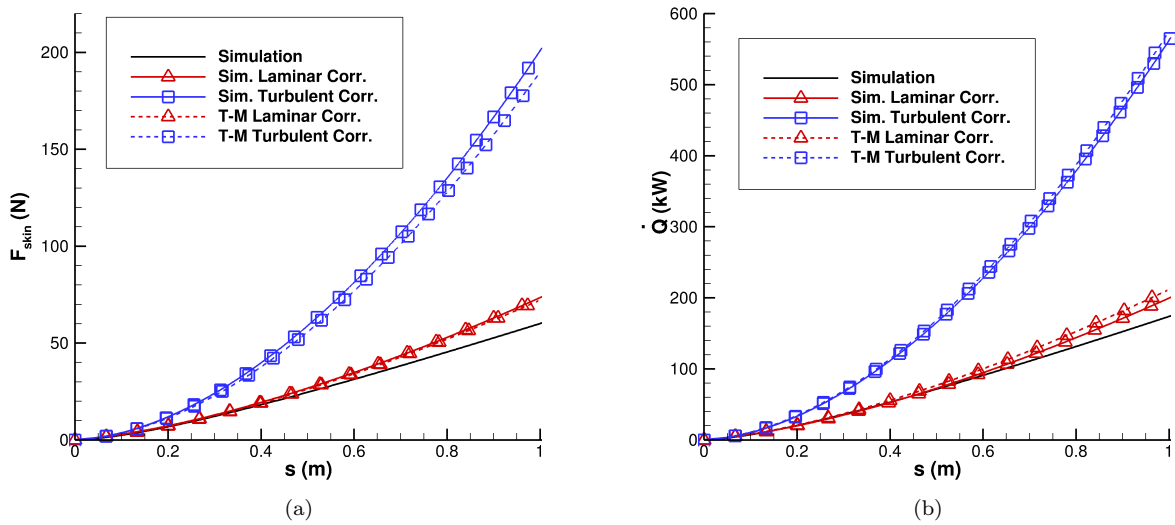 Simulation
Sim. Laminar Corr.
Sim. Turbulent Corr.
T-M Laminar Corr.
T-M Turbulent Corr.
F_skin (N)
200
150
100
50
0
0 0.2 0.4 0.6 0.8 1
s (m)
(a)
Simulation
Sim. Laminar Corr.
Sim. Turbulent Corr.
T-M Laminar Corr.
T-M Turbulent Corr.
Q̇ (kW)
600
500
400
300
200
100
0
0 0.2 0.4 0.6 0.8 1
s (m)
(b)